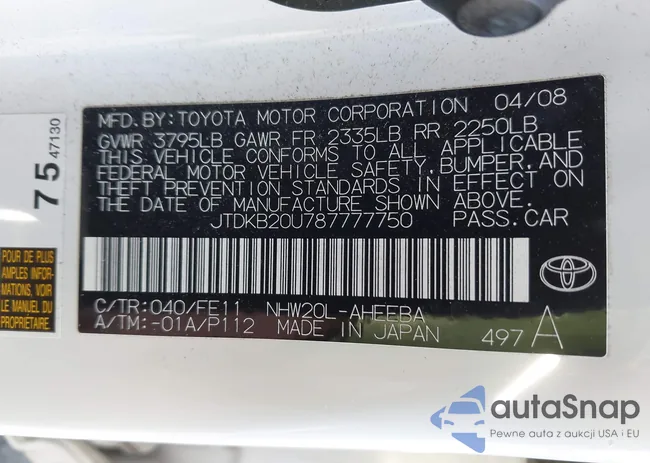 MFD.BY:TOYOTA MOTOR CORPORATION 04/08
GVWR 3795LB GAWR FR 2335LB RR 2250LB
THIS VEHICLE CONFORMS TO ALL APPLICABLE
FEDERAL MOTOR VEHICLE SAFETY,BUMPER,AND
THEFT PREVENTION STANDARDS IN EFFECT ON
THE DATE OF MANUFACTURE SHOWN ABOVE.
JTDKB20U787777750 PASS.CAR
C/TR:040/FE11 NHW20L-AHEEBA
A/TM:-01A/P112 MADE IN JAPAN 497 A
75 47130
POUR DE PLUS
AMPLES INFOR-
LE MANUEL DU
PROPRIETAIRE
autaSnap
Pewne auta z aukcji USA i EU